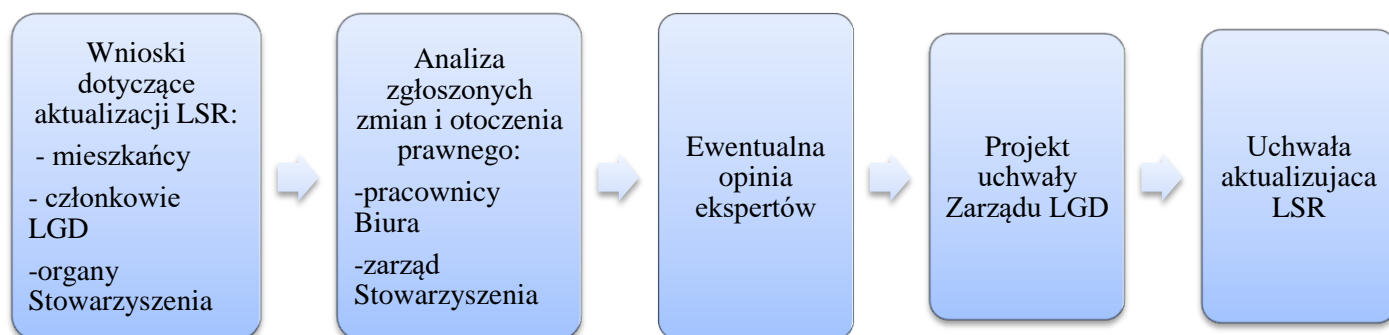 Wnioski
dotyczące
aktualizacji LSR:
- mieszkańcy
- członkowie
LGD
-organy
Stowarzyszenia
Analiza
zgłoszonych
zmian i otoczenia
prawnego:
-pracownicy
Biura
-zarząd
Stowarzyszenia
Ewentualna
opinia
ekspertów
Projekt
uchwały
Zarządu LGD
Uchwała
aktualizujaca
LSR